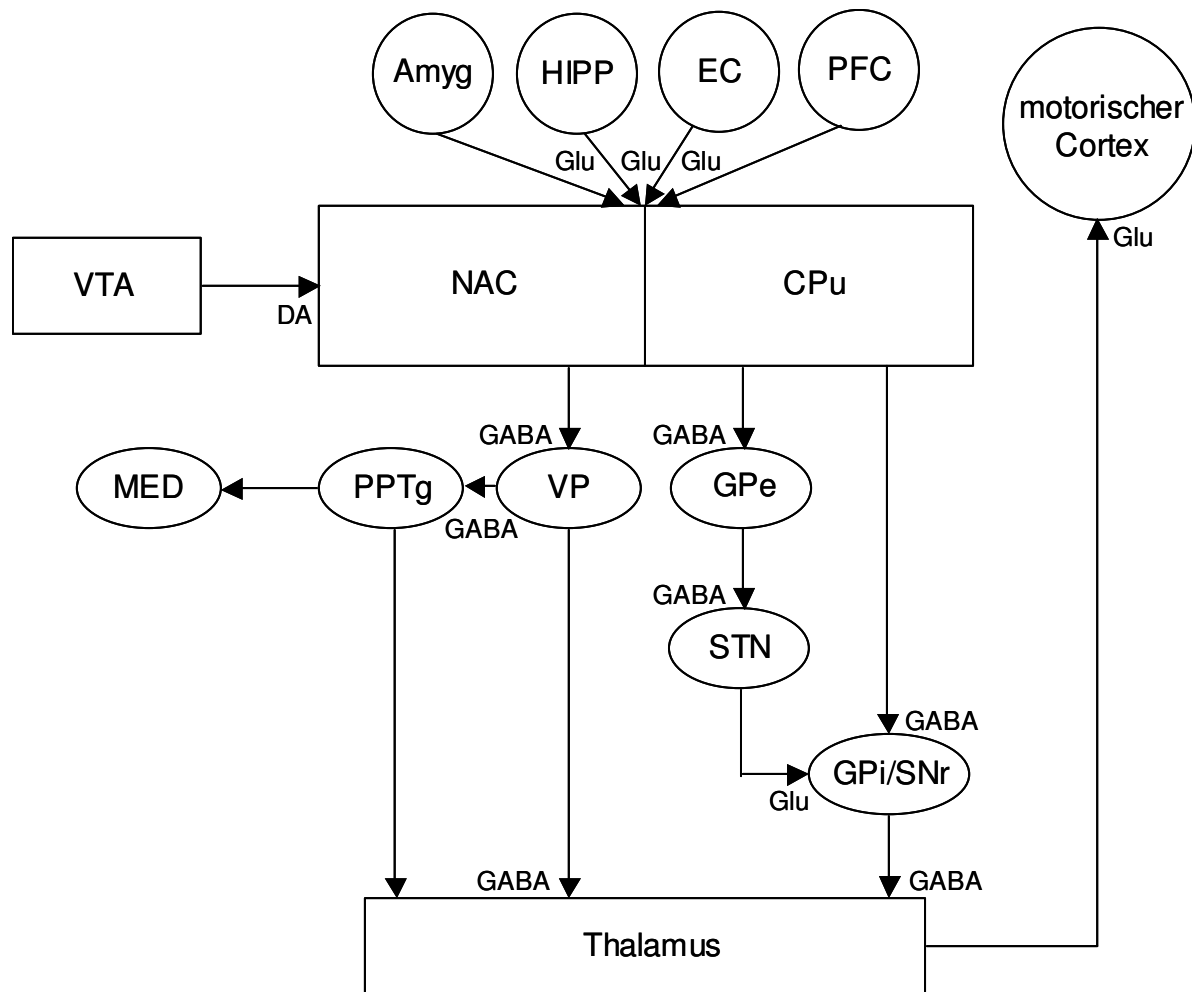 Amyg
HIPP
EC
PFC
motorischer
Cortex
Glu
Glu
Glu
Glu
VTA
DA
NAC
CPu
GABA
GABA
MED
PPTg
VP
GPe
GABA
GABA
STN
GABA
GPi/SNr
Glu
GABA
GABA
Thalamus